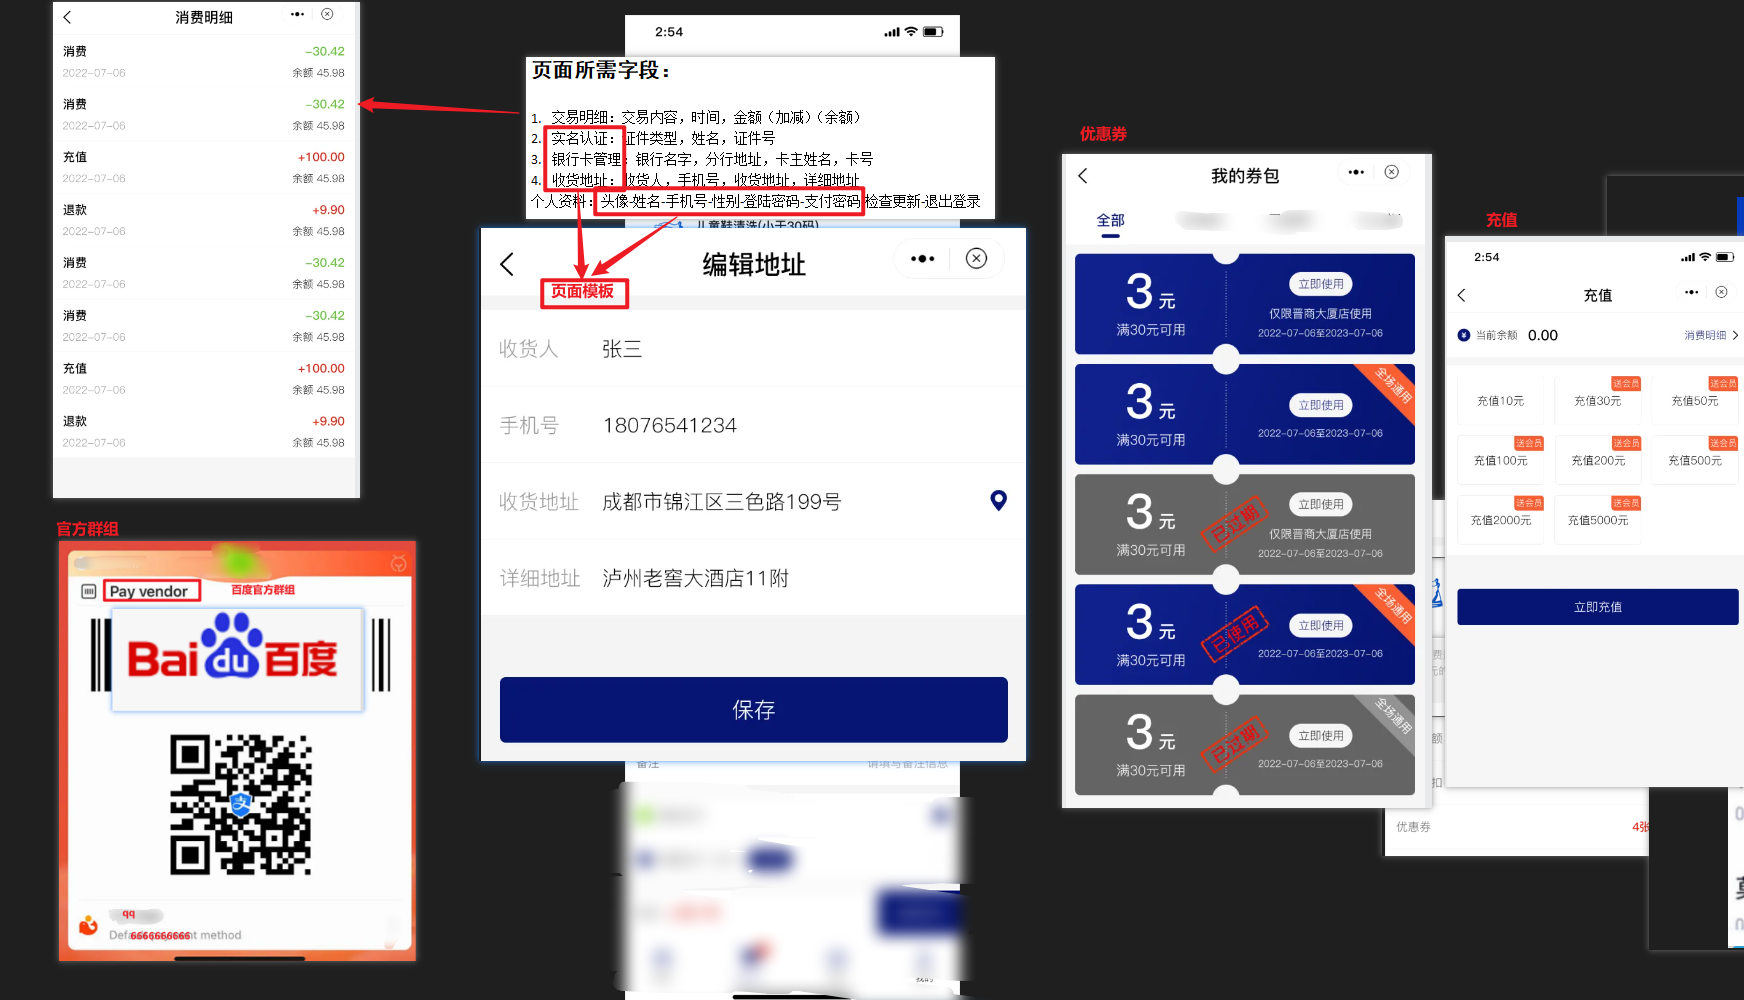 消费明细
消费
-30.42
2022-07-06
余额 45.98
消费
-30.42
2022-07-06
余额 45.98
充值
+100.00
2022-07-06
余额 45.98
退款
+9.90
2022-07-06
余额 45.98
消费
-30.42
2022-07-06
余额 45.98
消费
-30.42
2022-07-06
余额 45.98
充值
+100.00
2022-07-06
余额 45.98
退款
+9.90
2022-07-06
余额 45.98
官方群组
Pay vendor
百度官方群组
Bai du 百度
qq
6666666666
method
2:54
页面所需字段：
1. 交易明细：交易内容，时间，金额（加减）（余额）
2. 实名认证：证件类型，姓名，证件号
3. 银行卡管理：银行名字，分行地址，卡主姓名，卡号
4. 收货地址：收货人，手机号，收货地址，详细地址
个人资料：头像-姓名-手机号-性别-登陆密码-支付密码-检查更新-退出登录
儿童鞋清洗(小于30码)
编辑地址
页面模板
收货人 张三
手机号 18076541234
收货地址 成都市锦江区三色路199号
详细地址 泸州老窖大酒店11附
保存
备注
请填写备注信息
我的
优惠券
我的券包
全部
3元
满30元可用
立即使用
仅限晋商大厦店使用
2022-07-06至2023-07-06
3元
满30元可用
全场通用
立即使用
2022-07-06至2023-07-06
3元
满30元可用
已过期
立即使用
仅限晋商大厦店使用
2022-07-06至2023-07-06
3元
满30元可用
已使用
全场通用
立即使用
2022-07-06至2023-07-06
3元
满30元可用
已过期
全场通用
立即使用
2022-07-06至2023-07-06
充值
2:54
充值
当前余额 0.00
消费明细
充值10元
送会员
充值30元
送会员
充值50元
送会员
充值100元
送会员
充值200元
送会员
充值500元
送会员
充值2000元
送会员
充值5000元
立即充值
优惠券
4张